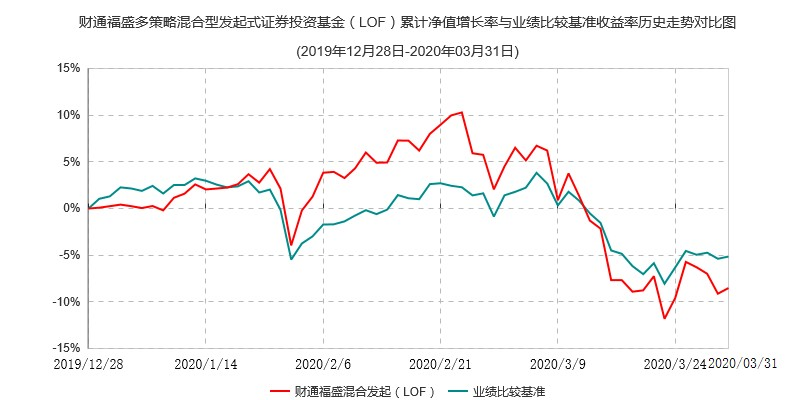 财通福盛多策略混合型发起式证券投资基金（LOF）累计净值增长率与业绩比较基准收益率历史走势对比图
(2019年12月28日-2020年03月31日)
15%
10%
5%
0%
-5%
-10%
-15%
2019/12/28 2020/1/14 2020/2/6 2020/2/21 2020/3/9 2020/3/24 2020/03/31
财通福盛混合发起（LOF） 业绩比较基准